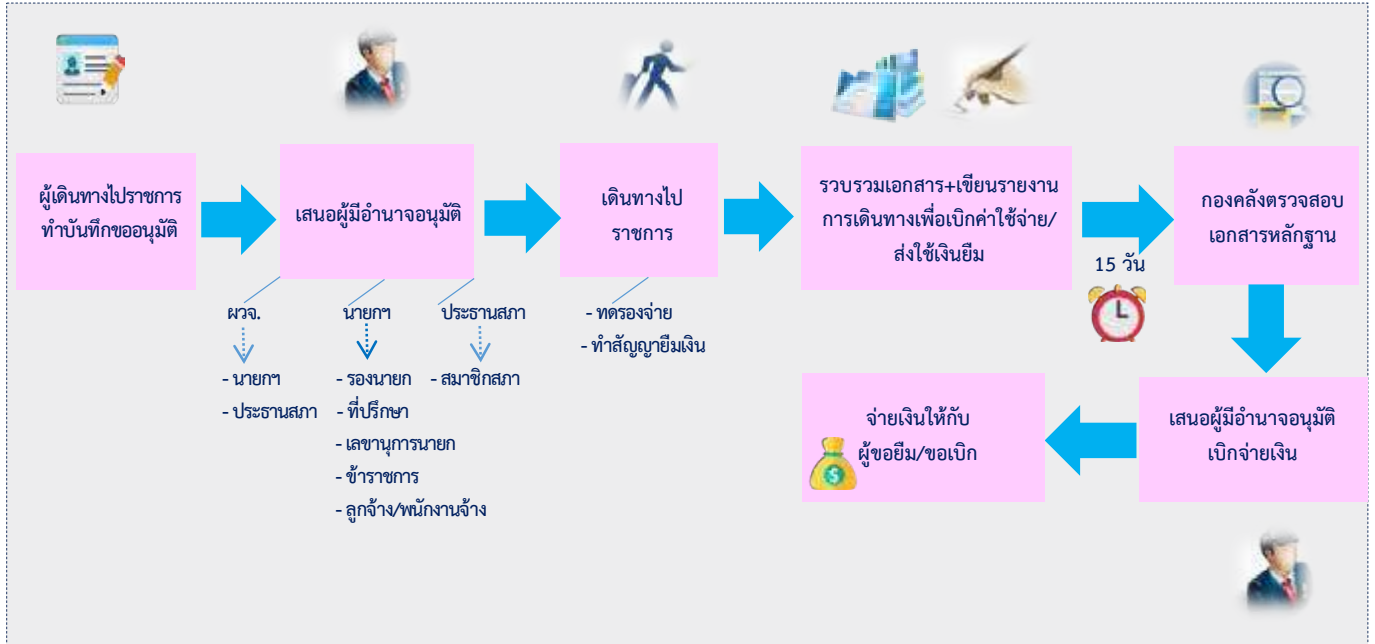 ผู้เดินทางไปราชการ
ทำบันทึกขออนุมัติ
เสนอผู้มีอำนาจอนุมัติ
เดินทางไป
ราชการ
รวบรวมเอกสาร+เขียนรายงาน
การเดินทางเพื่อเบิกค่าใช้จ่าย/
ส่งใช้เงินยืม
15 วัน
กองคลังตรวจสอบ
เอกสารหลักฐาน
ผวจ.
- นายกฯ
- ประธานสภา
นายกฯ
- รองนายก
- ที่ปรึกษา
- เลขานุการนายก
- ข้าราชการ
- ลูกจ้าง/พนักงานจ้าง
ประธานสภา
- สมาชิกสภา
- ทดรองจ่าย
- ทำสัญญายืมเงิน
เสนอผู้มีอำนาจอนุมัติ
เบิกจ่ายเงิน
จ่ายเงินให้กับ
ผู้ขอยืม/ขอเบิก